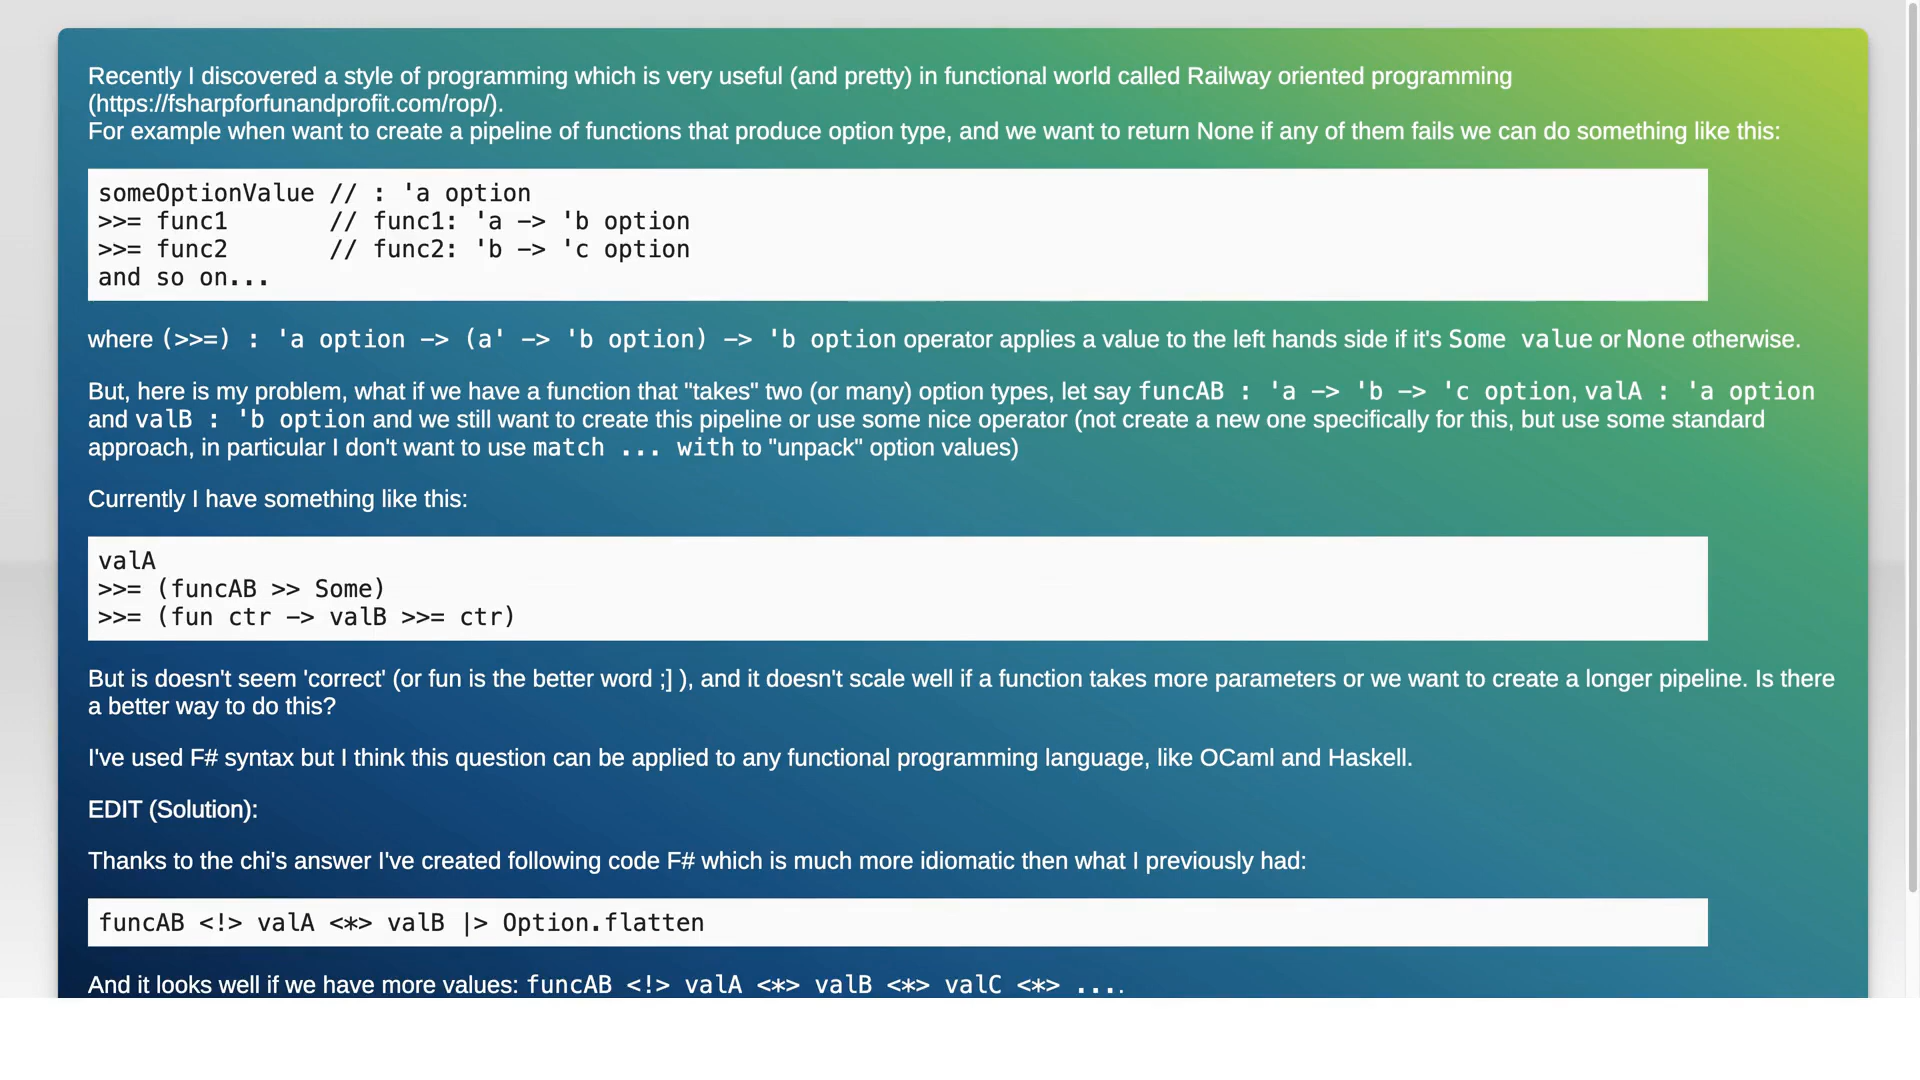 Recently I discovered a style of programming which is very useful (and pretty) in functional world called Railway oriented programming
(https://fsharpforfunandprofit.com/rop/).
For example when want to create a pipeline of functions that produce option type, and we want to return None if any of them fails we can do something like this:
someOptionValue // : 'a option
>>= func1       // func1: 'a -> 'b option
>>= func2       // func2: 'b -> 'c option
and so on...
where (>>=) : 'a option -> (a' -> 'b option) -> 'b option operator applies a value to the left hands side if it's Some value or None otherwise.
But, here is my problem, what if we have a function that "takes" two (or many) option types, let say funcAB : 'a -> 'b -> 'c option, valA : 'a option
and valB : 'b option and we still want to create this pipeline or use some nice operator (not create a new one specifically for this, but use some standard
approach, in particular I don't want to use match ... with to "unpack" option values)
Currently I have something like this:
valA
>>= (funcAB >> Some)
>>= (fun ctr -> valB >>= ctr)
But is doesn't seem 'correct' (or fun is the better word ;] ), and it doesn't scale well if a function takes more parameters or we want to create a longer pipeline. Is there
a better way to do this?
I've used F# syntax but I think this question can be applied to any functional programming language, like OCaml and Haskell.
EDIT (Solution):
Thanks to the chi's answer I've created following code F# which is much more idiomatic then what I previously had:
funcAB <!> valA <*> valB |> Option.flatten
And it looks well if we have more values: funcAB <!> valA <*> valB <*> valC <*> ....